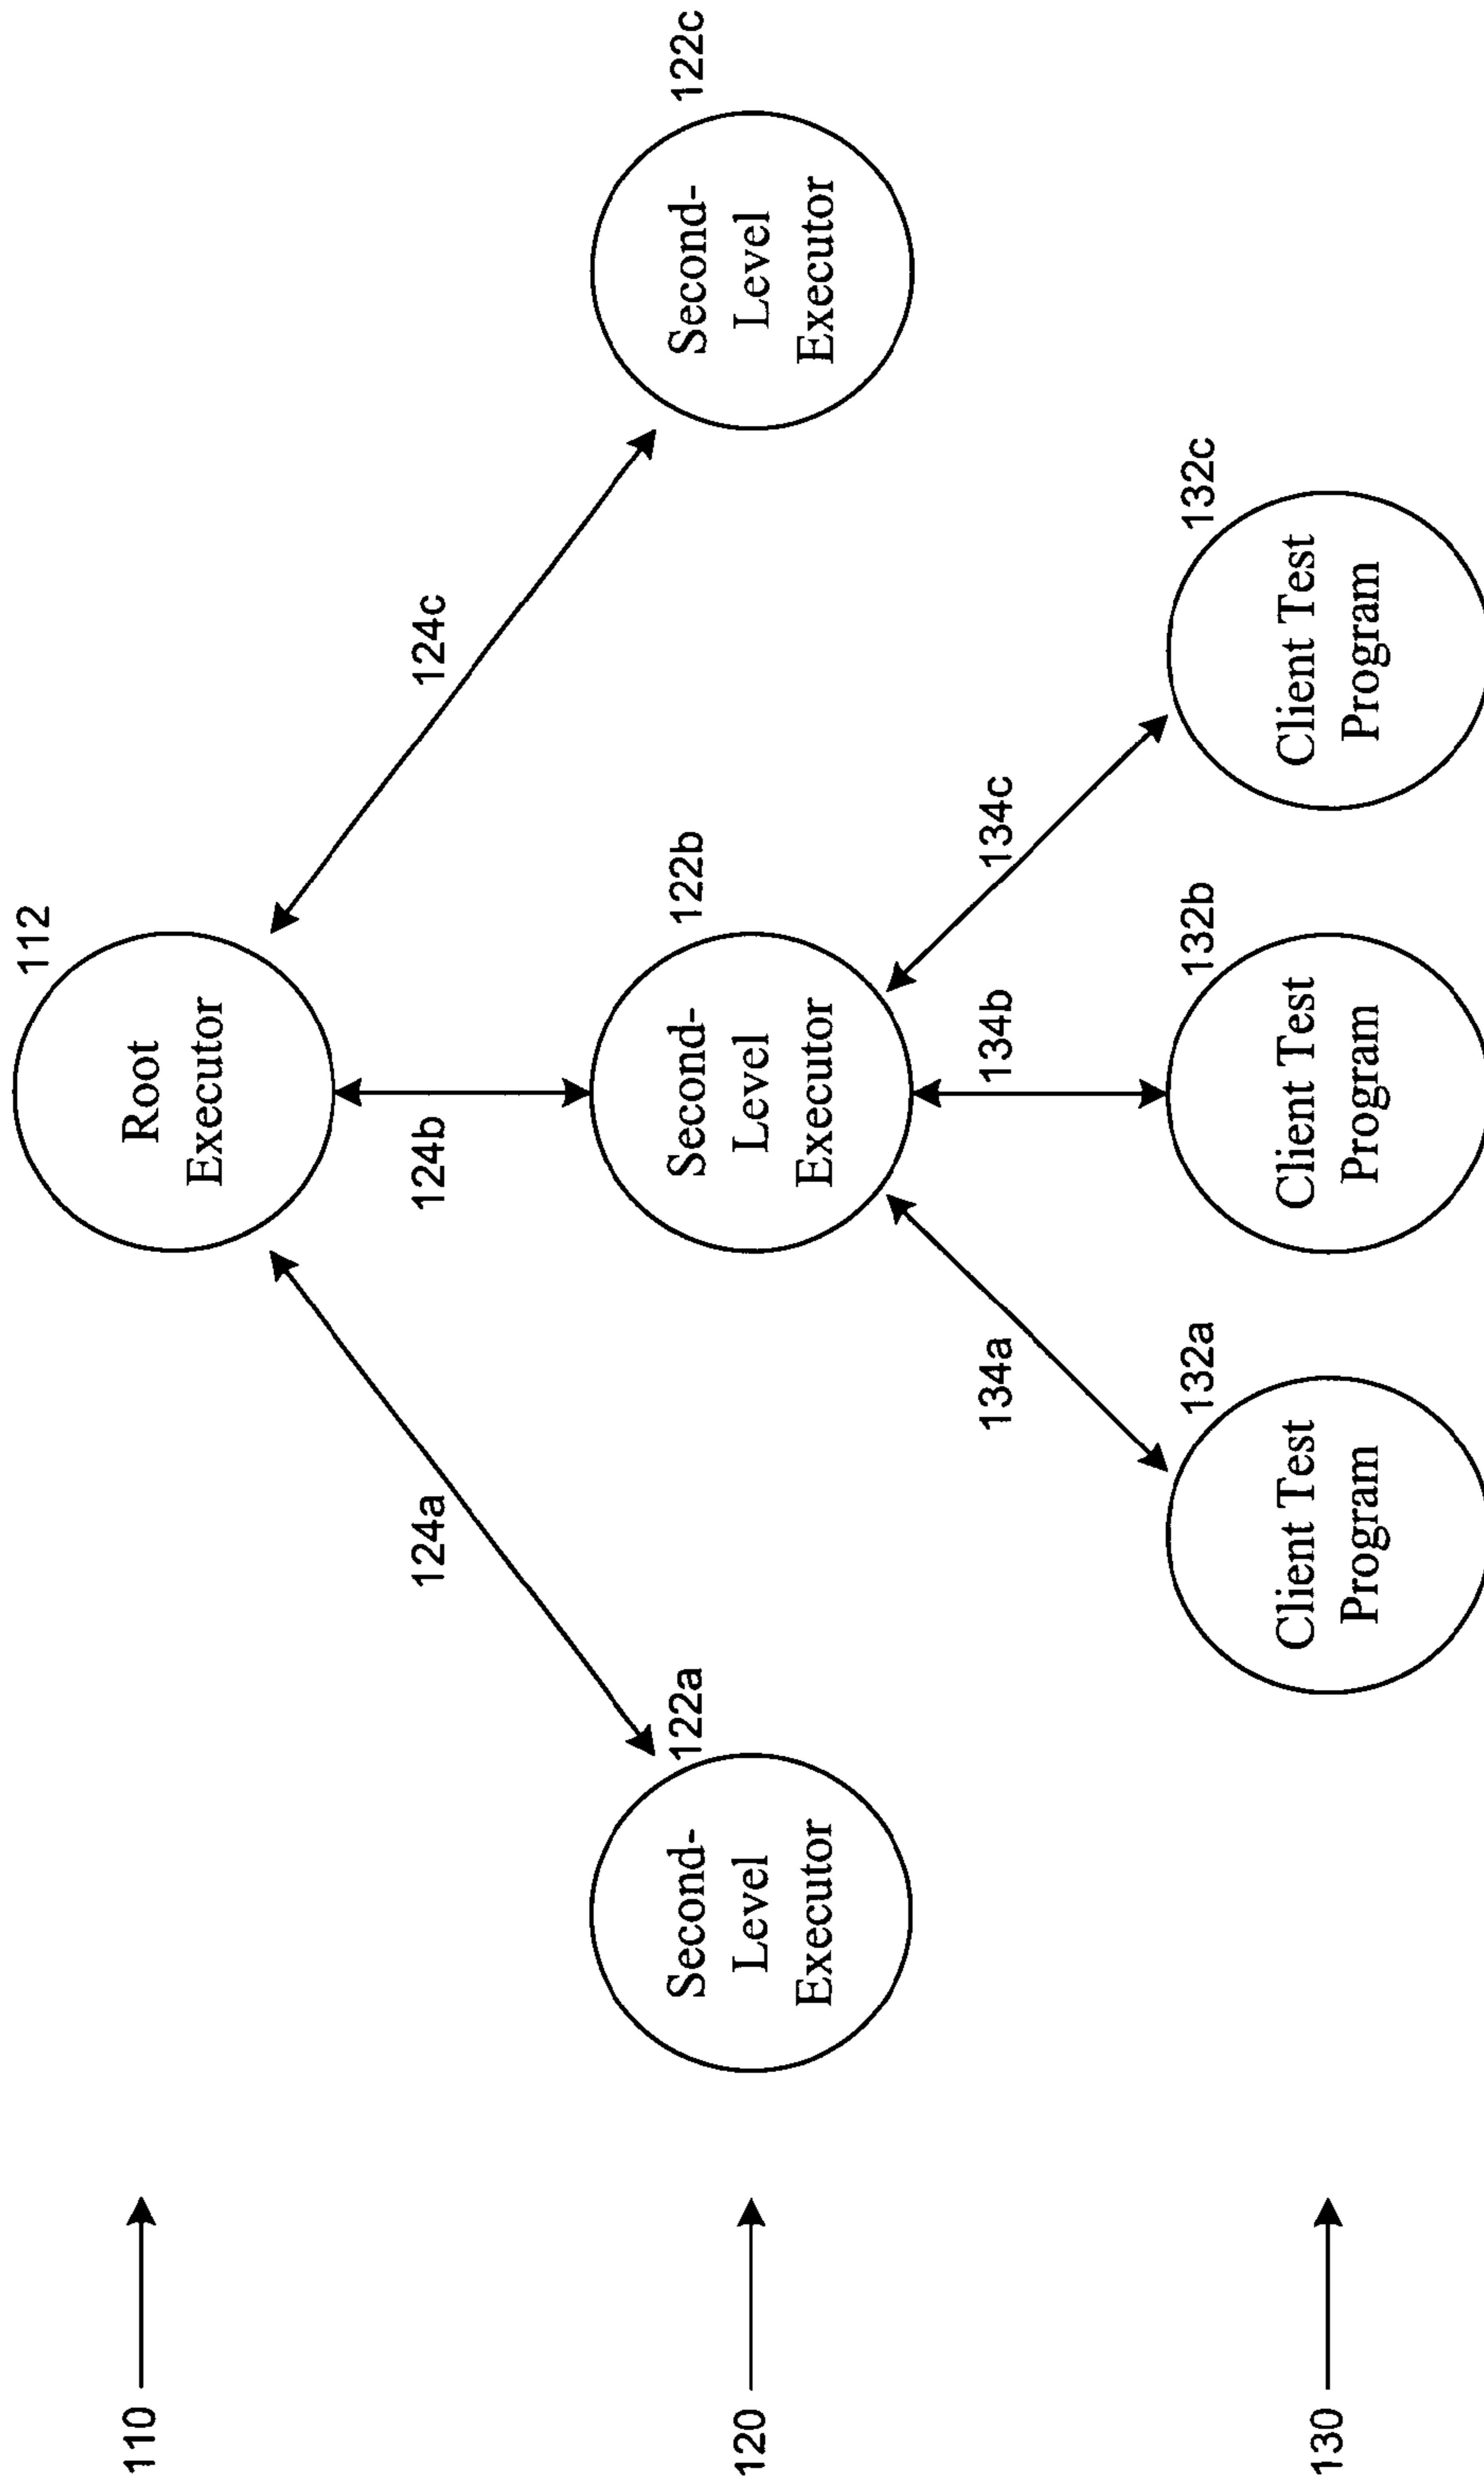 110
112
Root
Executor
124a
124b
124c
120
122a
Second-
Level
Executor
122b
Second-
Level
Executor
122c
Second-
Level
Executor
134a
134b
134c
130
132a
Client Test
Program
132b
Client Test
Program
132c
Client Test
Program